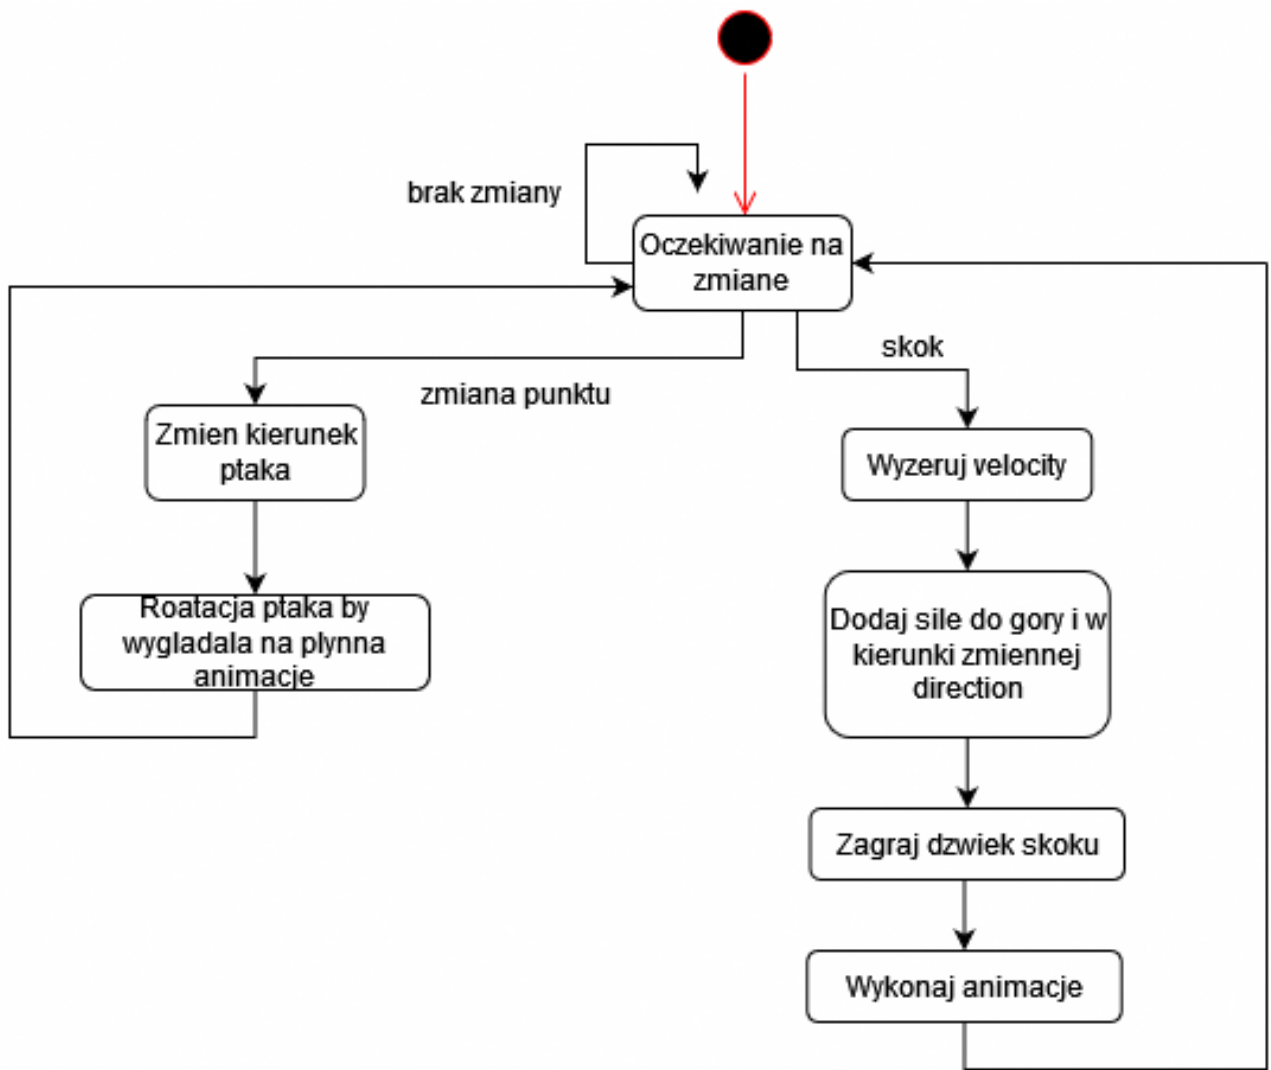 brak zmiany
Oczekiwanie na
zmiane
skok
zmiana punktu
Zmien kierunek
ptaka
Wyzeruj velocity
Roatacja ptaka by
wygladala na plynna
animacje
Dodaj sile do gory i w
kierunki zmiennej
direction
Zagraj dzwiek skoku
Wykonaj animacje